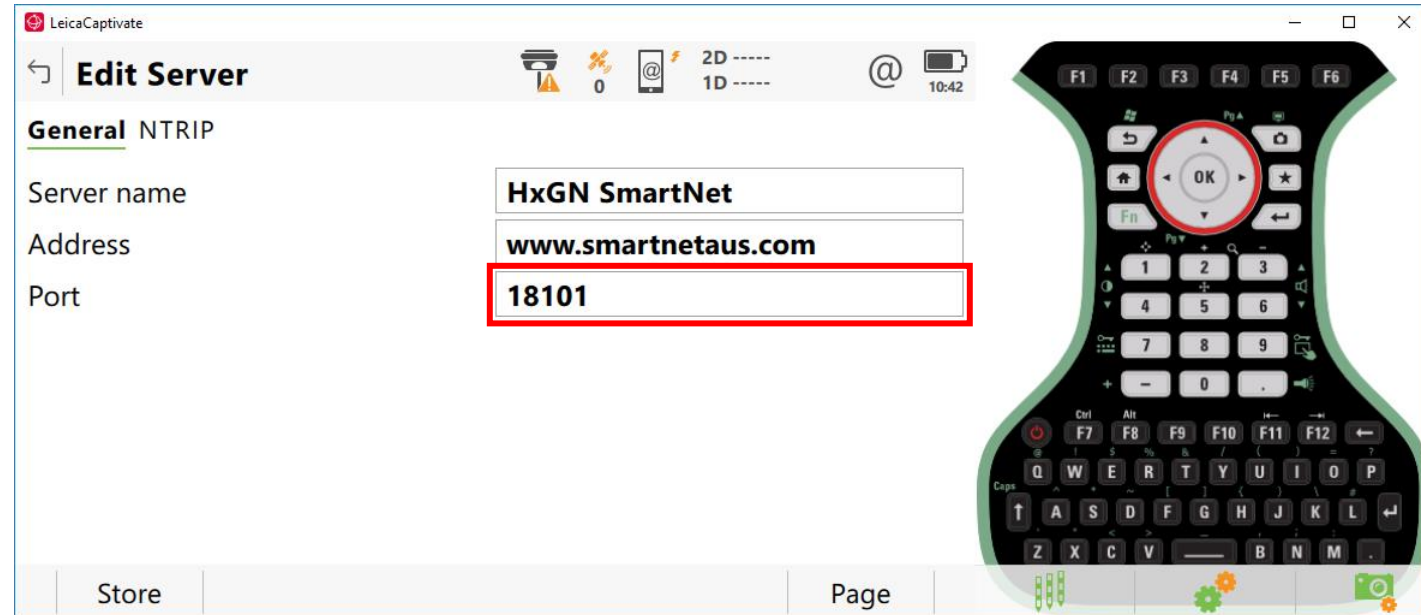 LeicaCaptivate
Edit Server
0
@
2D -----
1D -----
@
10:42
General NTRIP
Server name HxGN SmartNet
Address www.smartnetaus.com
Port 18101
Store Page
F1 F2 F3 F4 F5 F6
Pg
OK
Fn
Pg
+ -
1 2 3
4 5 6
7 8 9
+ - 0 .
Ctrl Alt
F7 F8 F9 F10 F11 F12
@ ! $ % & / ( ) = ?
Q W E R T Y U I O P
Caps ^ * ~ [ ] { } \ #
A S D F G H J K L
< > _ , ; :
Z X C V B N M .